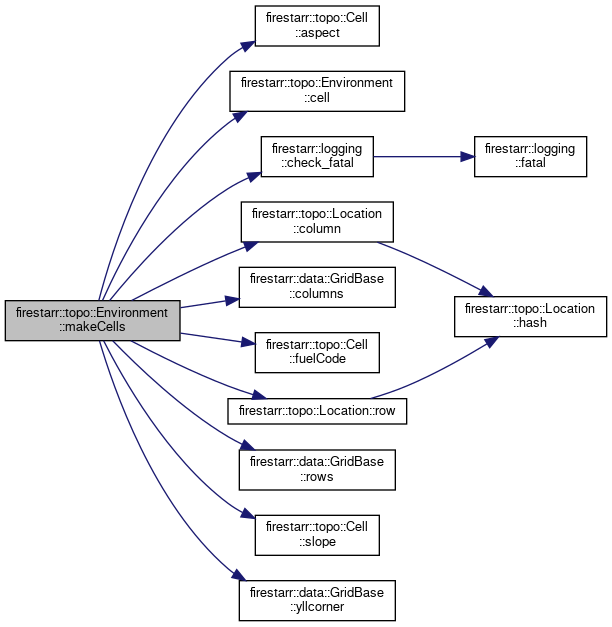 firestarr::topo::Environment
::makeCells
firestarr::topo::Cell
::aspect
firestarr::topo::Environment
::cell
firestarr::logging
::check_fatal
firestarr::logging
::fatal
firestarr::topo::Location
::column
firestarr::data::GridBase
::columns
firestarr::topo::Location
::hash
firestarr::topo::Cell
::fuelCode
firestarr::topo::Location::row
firestarr::data::GridBase
::rows
firestarr::topo::Cell
::slope
firestarr::data::GridBase
::yllcorner